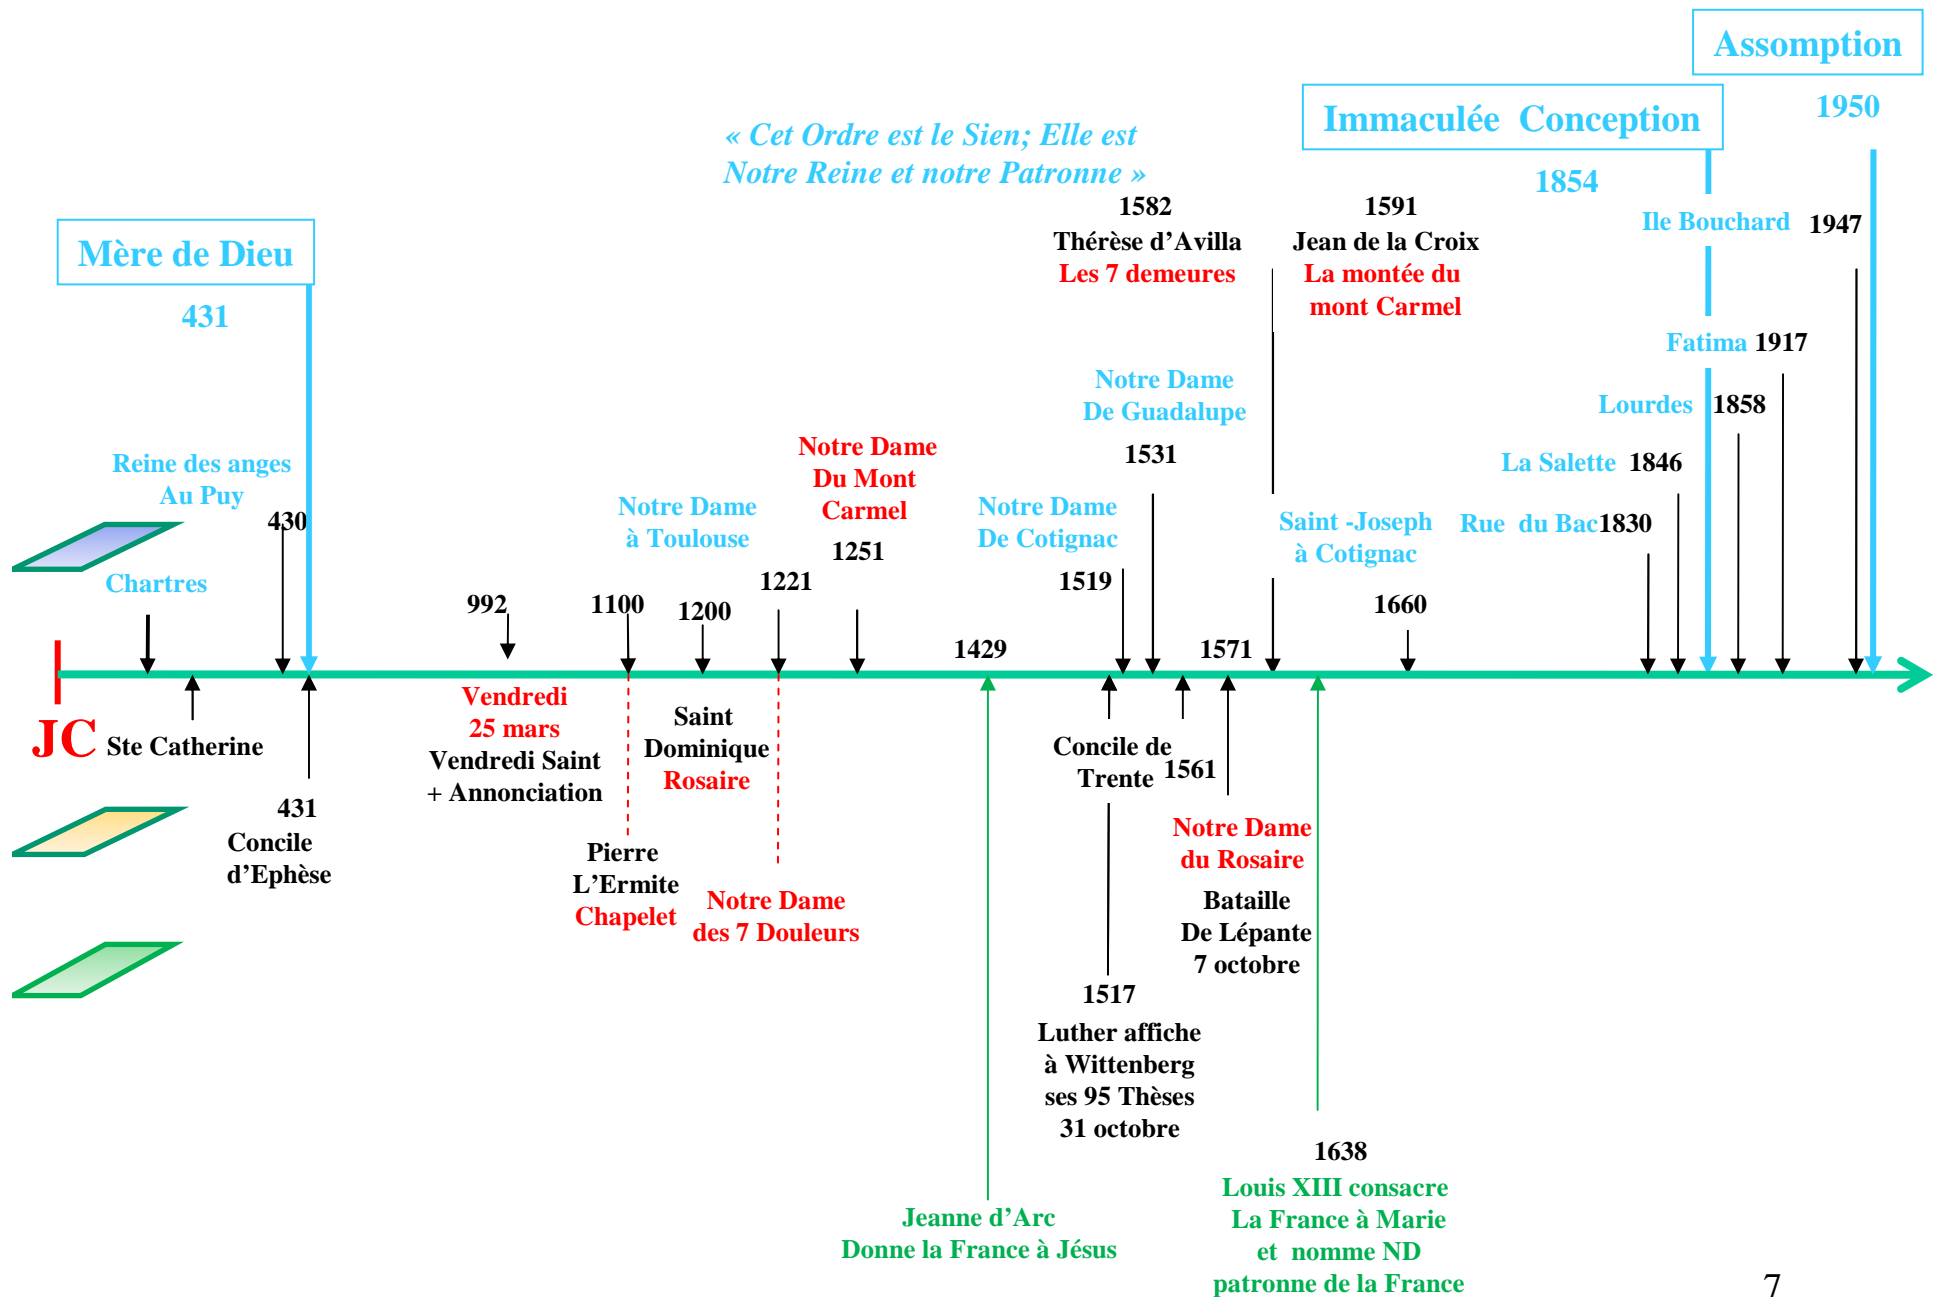 Assomption
1950
Immaculée Conception
1854
« Cet Ordre est le Sien; Elle est
Notre Reine et notre Patronne »
1582
Thérèse d’Avilla
Les 7 demeures
1591
Jean de la Croix
La montée du
mont Carmel
Ile Bouchard 1947
Mère de Dieu
431
Fatima 1917
Notre Dame
De Guadalupe
1531
Lourdes 1858
Reine des anges
Au Puy
430
Notre Dame
Du Mont
Carmel
1251
La Salette 1846
Notre Dame
à Toulouse
1221
Notre Dame
De Cotignac
1519
Saint -Joseph
à Cotignac
1660
Rue du Bac 1830
Chartres
992
1100
1200
1429
1571
JC
Ste Catherine
431
Concile
d’Ephèse
Vendredi
25 mars
Vendredi Saint
+ Annonciation
Saint
Dominique
Rosaire
Pierre
L’Ermite
Chapelet
Notre Dame
des 7 Douleurs
Concile de
Trente
1561
Notre Dame
du Rosaire
Bataille
De Lépante
7 octobre
1517
Luther affiche
à Wittenberg
ses 95 Thèses
31 octobre
Jeanne d’Arc
Donne la France à Jésus
1638
Louis XIII consacre
La France à Marie
et nomme ND
patronne de la France
7